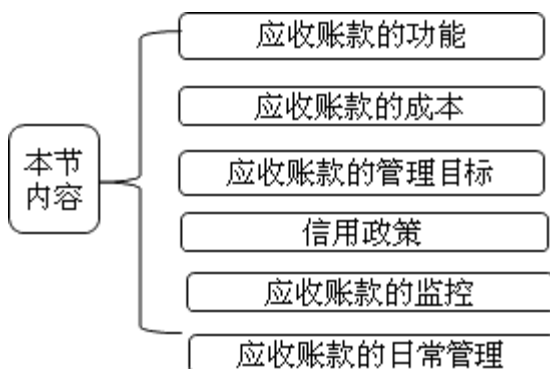 应收账款的功能
应收账款的成本
本节
内容
应收账款的管理目标
信用政策
应收账款的监控
应收账款的日常管理